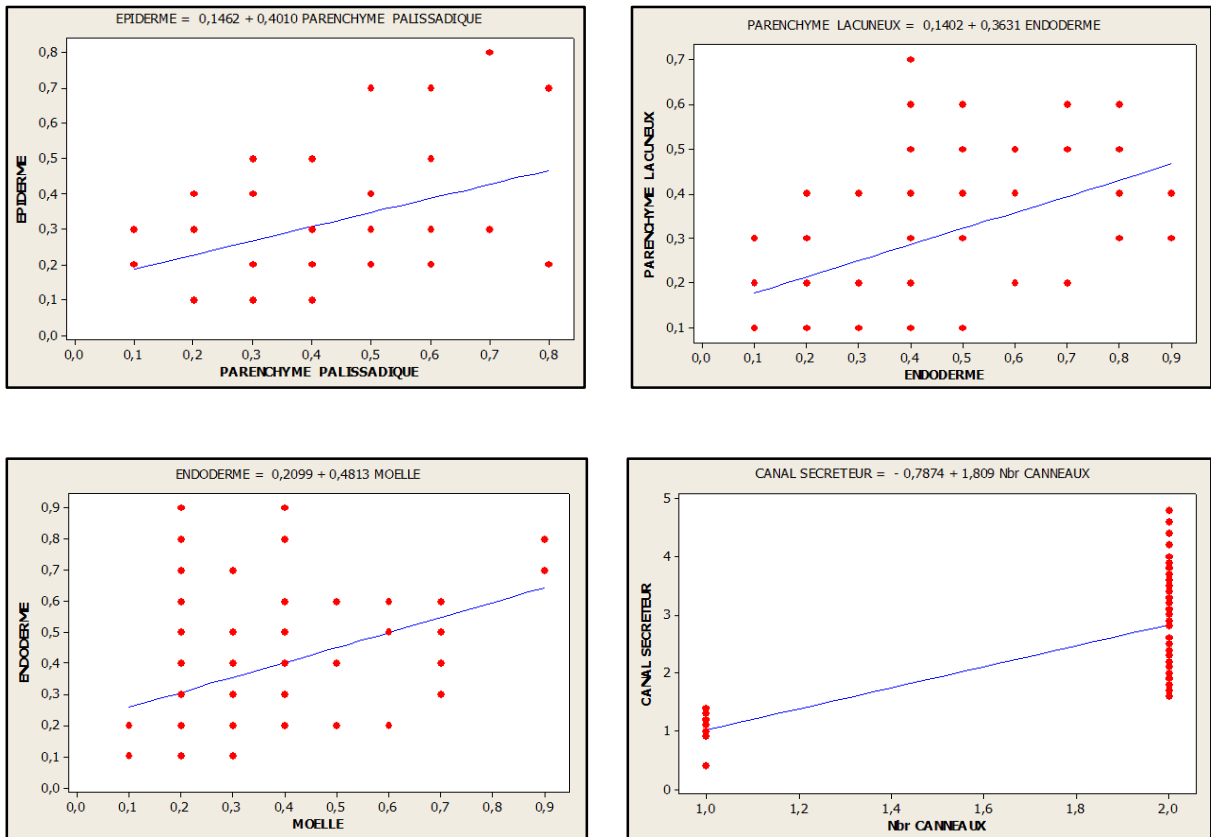 EPIDERME = 0,1462 + 0,4010 PARENCHYME PALISSADIQUE
0,8
0,7
0,6
0,5
0,4
0,3
0,2
0,1
0,0
EPIDERME
0,0 0,1 0,2 0,3 0,4 0,5 0,6 0,7 0,8
PARENCHYME PALISSADIQUE
PARENCHYME LACUNEUX = 0,1402 + 0,3631 ENDODERME
0,7
0,6
0,5
0,4
0,3
0,2
0,1
PARENCHYME LACUNEUX
0,0 0,1 0,2 0,3 0,4 0,5 0,6 0,7 0,8 0,9
ENDODERME
ENDODERME = 0,2099 + 0,4813 MOELLE
0,9
0,8
0,7
0,6
0,5
0,4
0,3
0,2
0,1
0,0
ENDODERME
0,0 0,1 0,2 0,3 0,4 0,5 0,6 0,7 0,8 0,9
MOELLE
CANAL SECRETEUR = - 0,7874 + 1,809 Nbr CANNEAUX
5
4
3
2
1
0
CANAL SECRETEUR
1,0 1,2 1,4 1,6 1,8 2,0
Nbr CANNEAUX